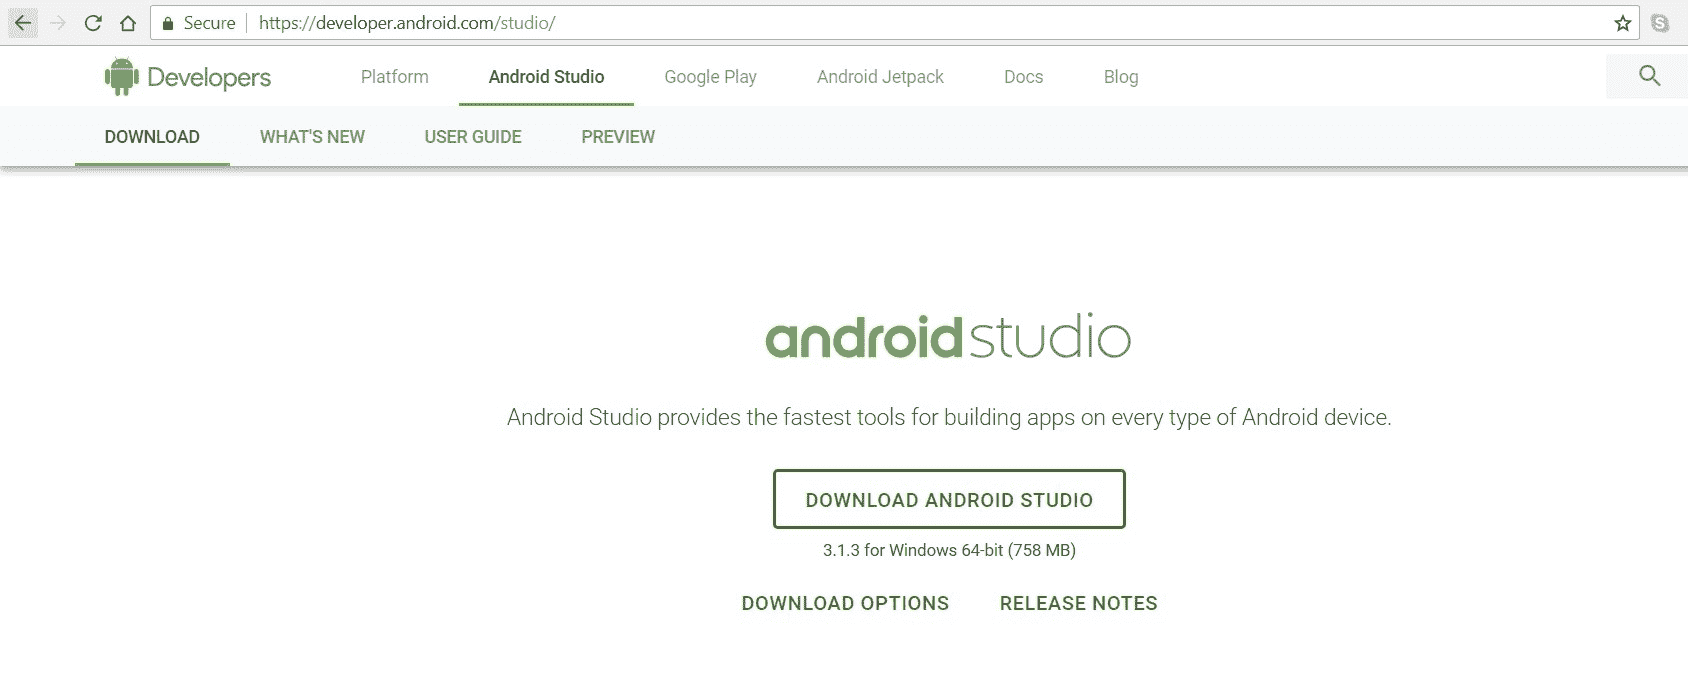 Secure https://developer.android.com/studio/
Developers Platform Android Studio Google Play Android Jetpack Docs Blog
DOWNLOAD WHAT'S NEW USER GUIDE PREVIEW
androidstudio
Android Studio provides the fastest tools for building apps on every type of Android device.
DOWNLOAD ANDROID STUDIO
3.1.3 for Windows 64-bit (758 MB)
DOWNLOAD OPTIONS RELEASE NOTES